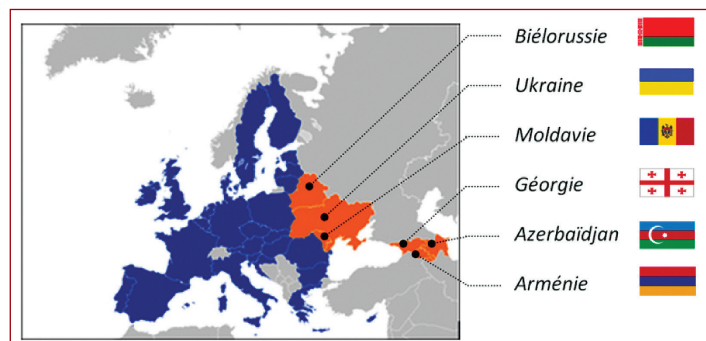 Biélorussie
Ukraine
Moldavie
Géorgie
Azerbaïdjan
Arménie